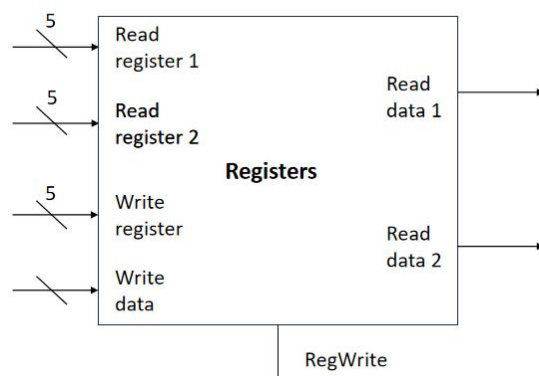 5
Read
register 1
5
Read
register 2
5
Write
register
Write
data
Registers
Read
data 1
Read
data 2
RegWrite